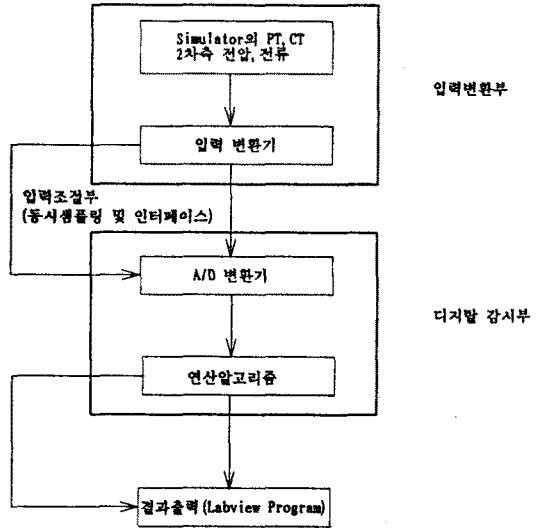 Simulator의 PT,CT
2차측 전압,전류
입력변환부
입력 변환기
입력조절부
(동시샘플링 및 인터페이스)
A/D 변환기
디지탈 감시부
연산알고리즘
결과출력(Labview Program)